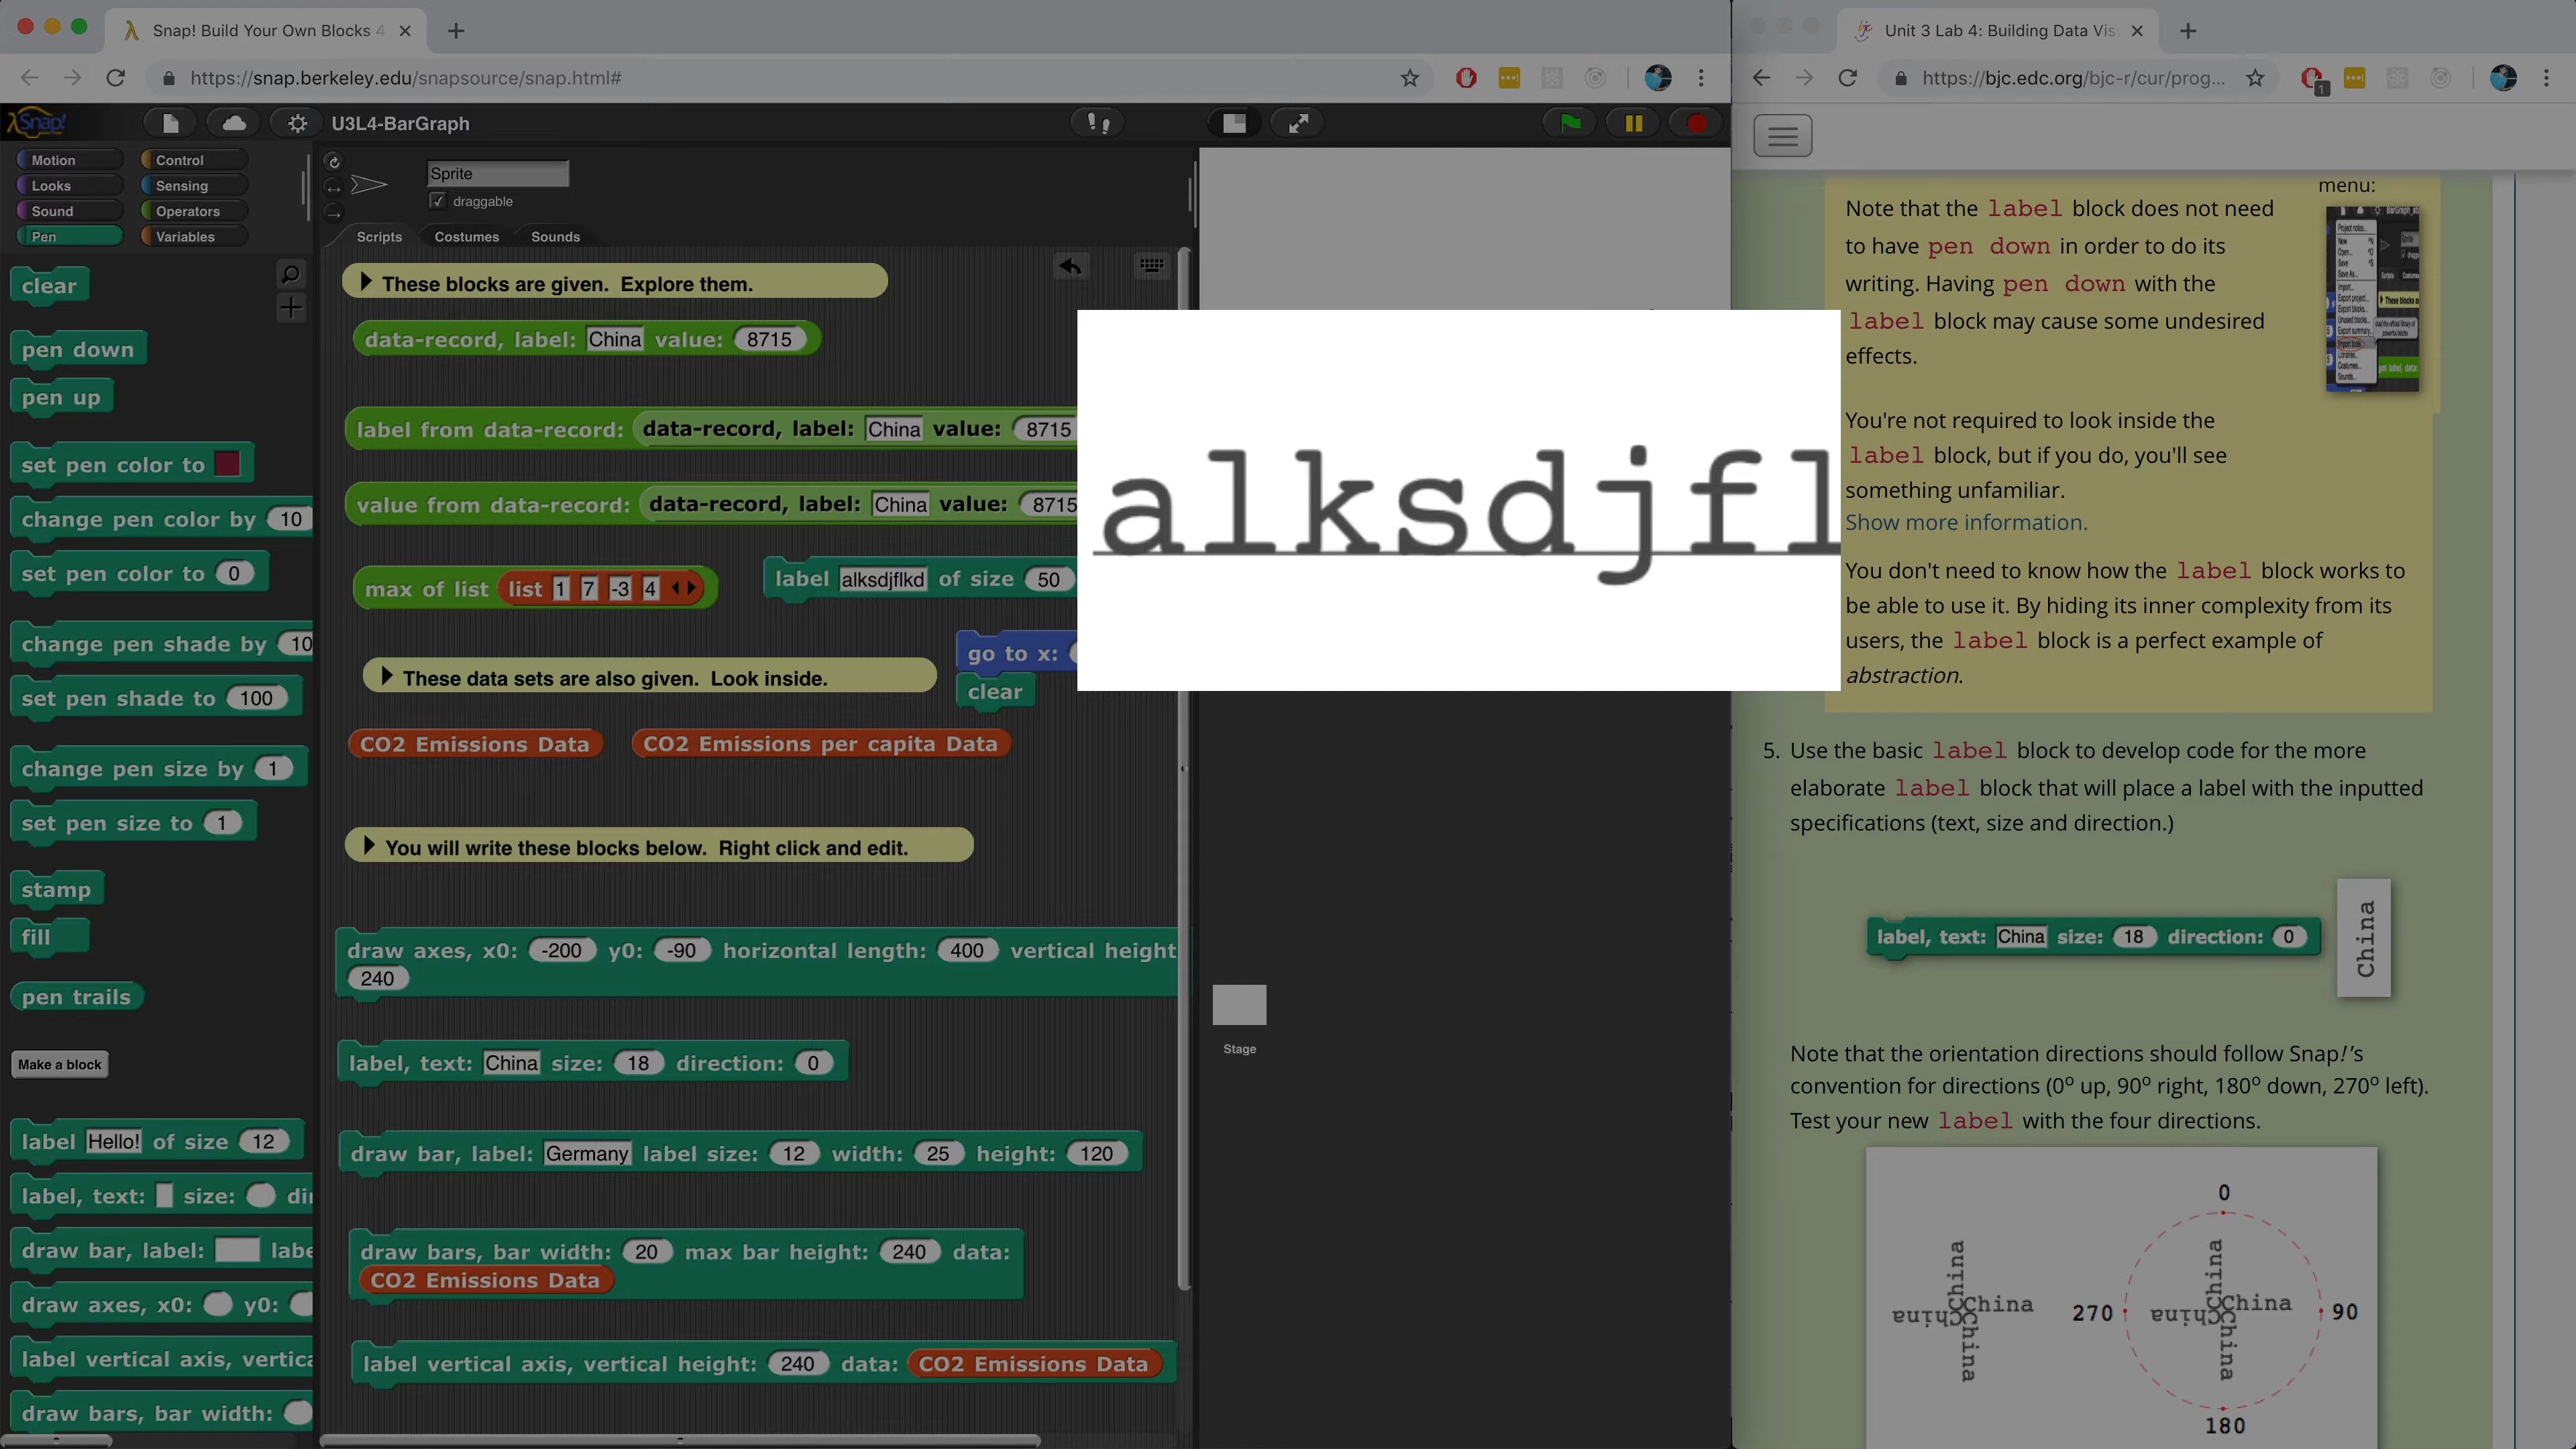 Snap! Build Your Own Blocks 4
https://snap.berkeley.edu/snapsource/snap.html#
Snap!
U3L4-BarGraph
Motion
Control
Looks
Sensing
Sound
Operators
Pen
Variables
clear
pen down
pen up
set pen color to
change pen color by 10
set pen color to 0
change pen shade by 10
set pen shade to 100
change pen size by 1
set pen size to 1
stamp
fill
pen trails
Make a block
label Hello! of size 12
label, text: size:
draw bar, label:
draw axes, x0: y0:
label vertical axis,
draw bars, bar width:
Sprite
draggable
Scripts
Costumes
Sounds
These blocks are given. Explore them.
data-record, label: China value: 8715
label from data-record: data-record, label: China value: 8715
value from data-record: data-record, label: China value: 8715
max of list list 1 7 -3 4
label alksdjflkd of size 50
go to x:
clear
These data sets are also given. Look inside.
CO2 Emissions Data
CO2 Emissions per capita Data
You will write these blocks below. Right click and edit.
draw axes, x0: -200 y0: -90 horizontal length: 400 vertical height
240
label, text: China size: 18 direction: 0
draw bar, label: Germany label size: 12 width: 25 height: 120
draw bars, bar width: 20 max bar height: 240 data:
CO2 Emissions Data
label vertical axis, vertical height: 240 data: CO2 Emissions Data
alksdjfl
Stage
Unit 3 Lab 4: Building Data Vis
https://bjc.edc.org/bjc-r/cur/prog...
1
menu:
Note that the label block does not need
to have pen down in order to do its
writing. Having pen down with the
label block may cause some undesired
effects.
You're not required to look inside the
label block, but if you do, you'll see
something unfamiliar.
Show more information.
You don't need to know how the label block works to
be able to use it. By hiding its inner complexity from its
users, the label block is a perfect example of
abstraction.
5. Use the basic label block to develop code for the more
elaborate label block that will place a label with the inputted
specifications (text, size and direction.)
label, text: China size: 18 direction: 0
China
Note that the orientation directions should follow Snap!'s
convention for directions (0º up, 90º right, 180º down, 270º left).
Test your new label with the four directions.
China
China
China
China
0
270
China
China
China
China
90
180